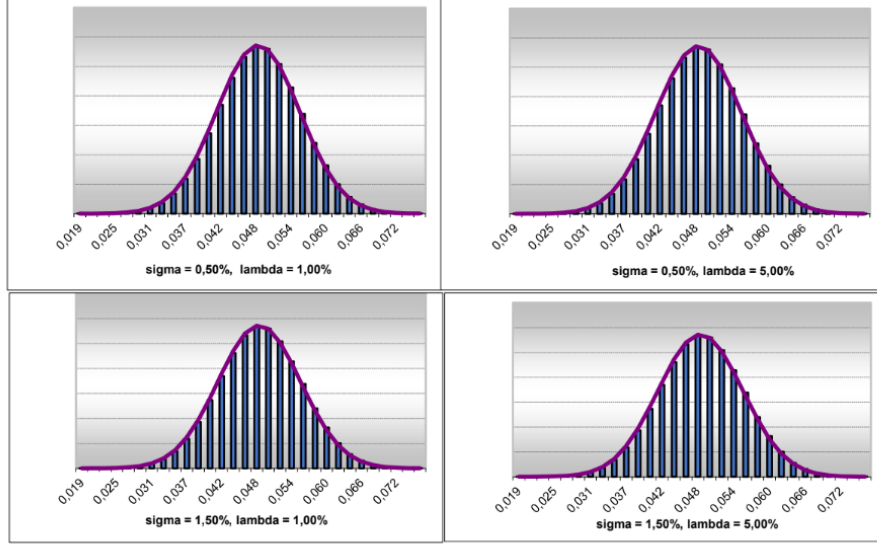 0,019 0,025 0,031 0,037 0,042 0,048 0,054 0,060 0,066 0,072
sigma = 0,50%, lambda = 1,00%
0,019 0,025 0,031 0,037 0,042 0,048 0,054 0,060 0,066 0,072
sigma = 0,50%, lambda = 5,00%
0,019 0,025 0,031 0,037 0,042 0,048 0,054 0,060 0,066 0,072
sigma = 1,50%, lambda = 1,00%
0,019 0,025 0,031 0,037 0,042 0,048 0,054 0,060 0,066 0,072
sigma = 1,50%, lambda = 5,00%